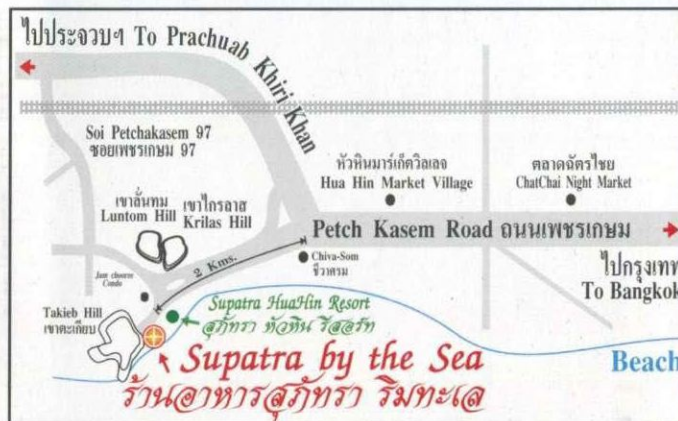 ไปประจวบฯ To Prachuab Khiri Khan
Soi Petchakasem 97
ซอยเพชรเกษม 97
หัวหินมาร์เก็ตวิลเลจ
Hua Hin Market Village
ตลาดฉัตรไชย
ChatChai Night Market
เขาลั่นทม
Luntom Hill
เขาไกรลาส
Krilas Hill
Petch Kasem Road ถนนเพชรเกษม
2 Kms.
Chiva-Som
ชีวาศรม
ไปกรุงเทพ
To Bangkok
Condo
Takieb Hill
เขาตะเกียบ
Supatra HuaHin Resort
สุภัทรา หัวหิน รีสอร์ท
Supatra by the Sea
ร้านอาหารสุภัทรา ริมทะเล
Beach